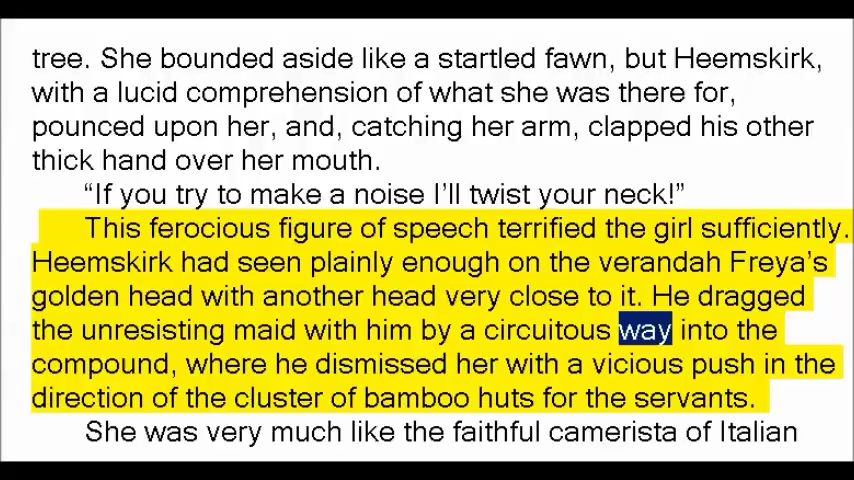 tree. She bounded aside like a startled fawn, but Heemskirk,
with a lucid comprehension of what she was there for,
pounced upon her, and, catching her arm, clapped his other
thick hand over her mouth.
“If you try to make a noise I’ll twist your neck!”
This ferocious figure of speech terrified the girl sufficiently.
Heemskirk had seen plainly enough on the verandah Freya’s
golden head with another head very close to it. He dragged
the unresisting maid with him by a circuitous way into the
compound, where he dismissed her with a vicious push in the
direction of the cluster of bamboo huts for the servants.
She was very much like the faithful camerista of Italian